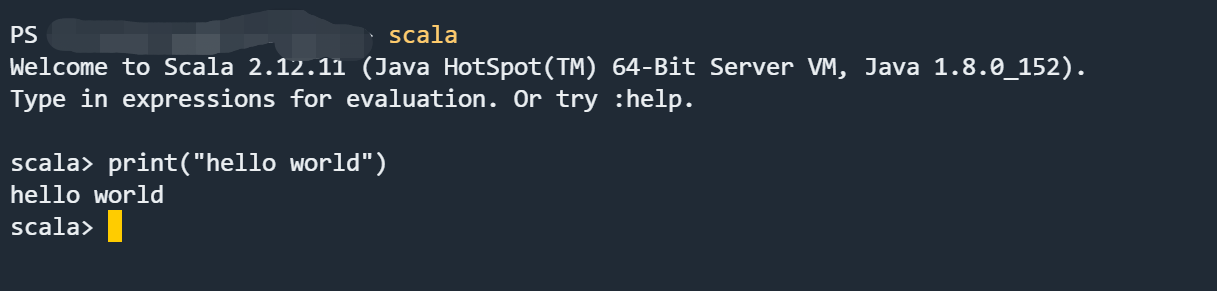 PS > scala
Welcome to Scala 2.12.11 (Java HotSpot(TM) 64-Bit Server VM, Java 1.8.0_152).
Type in expressions for evaluation. Or try :help.
scala> print("hello world")
hello world
scala>